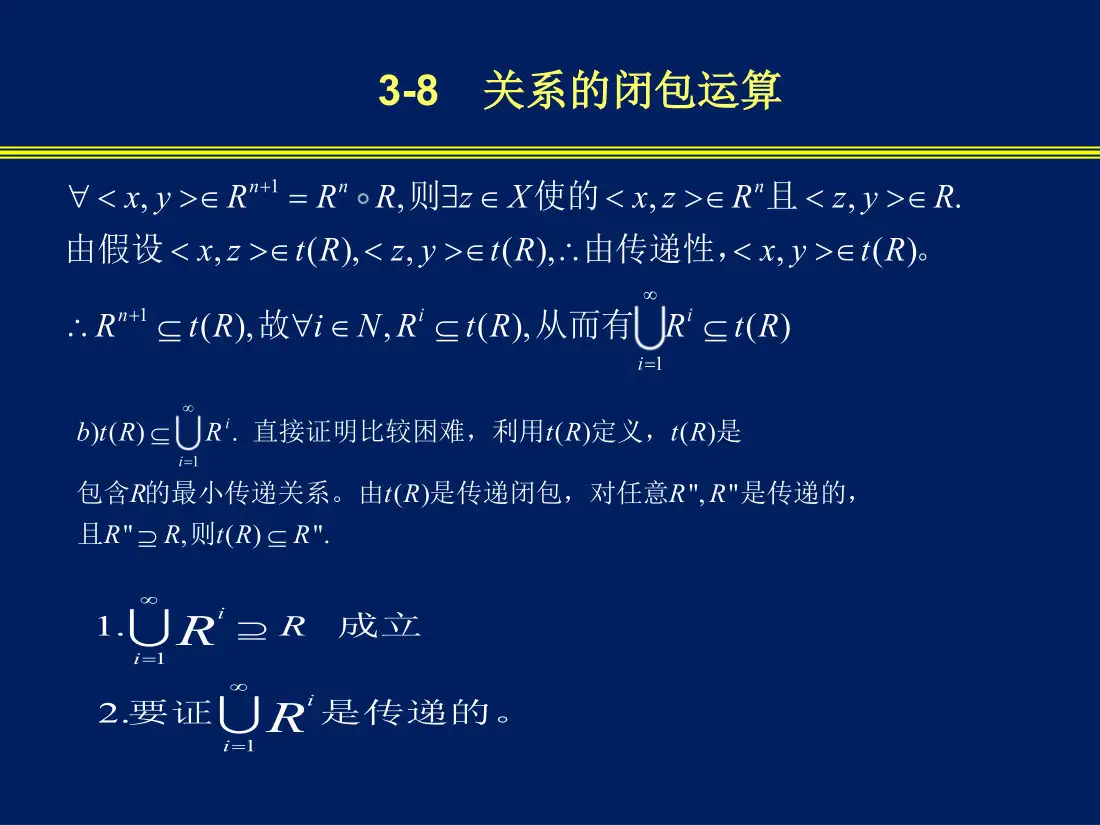 3-8 关系的闭包运算
∀<x,y>∈R^{n+1}=R^n∘R,则∃z∈X使的<x,z>∈R^n且<z,y>∈R.
由假设<x,z>∈t(R),<z,y>∈t(R),∴由传递性,<x,y>∈t(R)。
∴R^{n+1}⊆t(R),故∀i∈N,R^i⊆t(R),从而有⋃_{i=1}^{∞}R^i⊆t(R)
b)t(R)⊆⋃_{i=1}^{∞}R^i. 直接证明比较困难，利用t(R)定义，t(R)是
包含R的最小传递关系。由t(R)是传递闭包，对任意R",R"是传递的，
且R"⊇R,则t(R)⊆R".
1.⋃_{i=1}^{∞}R^i⊇R 成立
2.要证⋃_{i=1}^{∞}R^i是传递的。